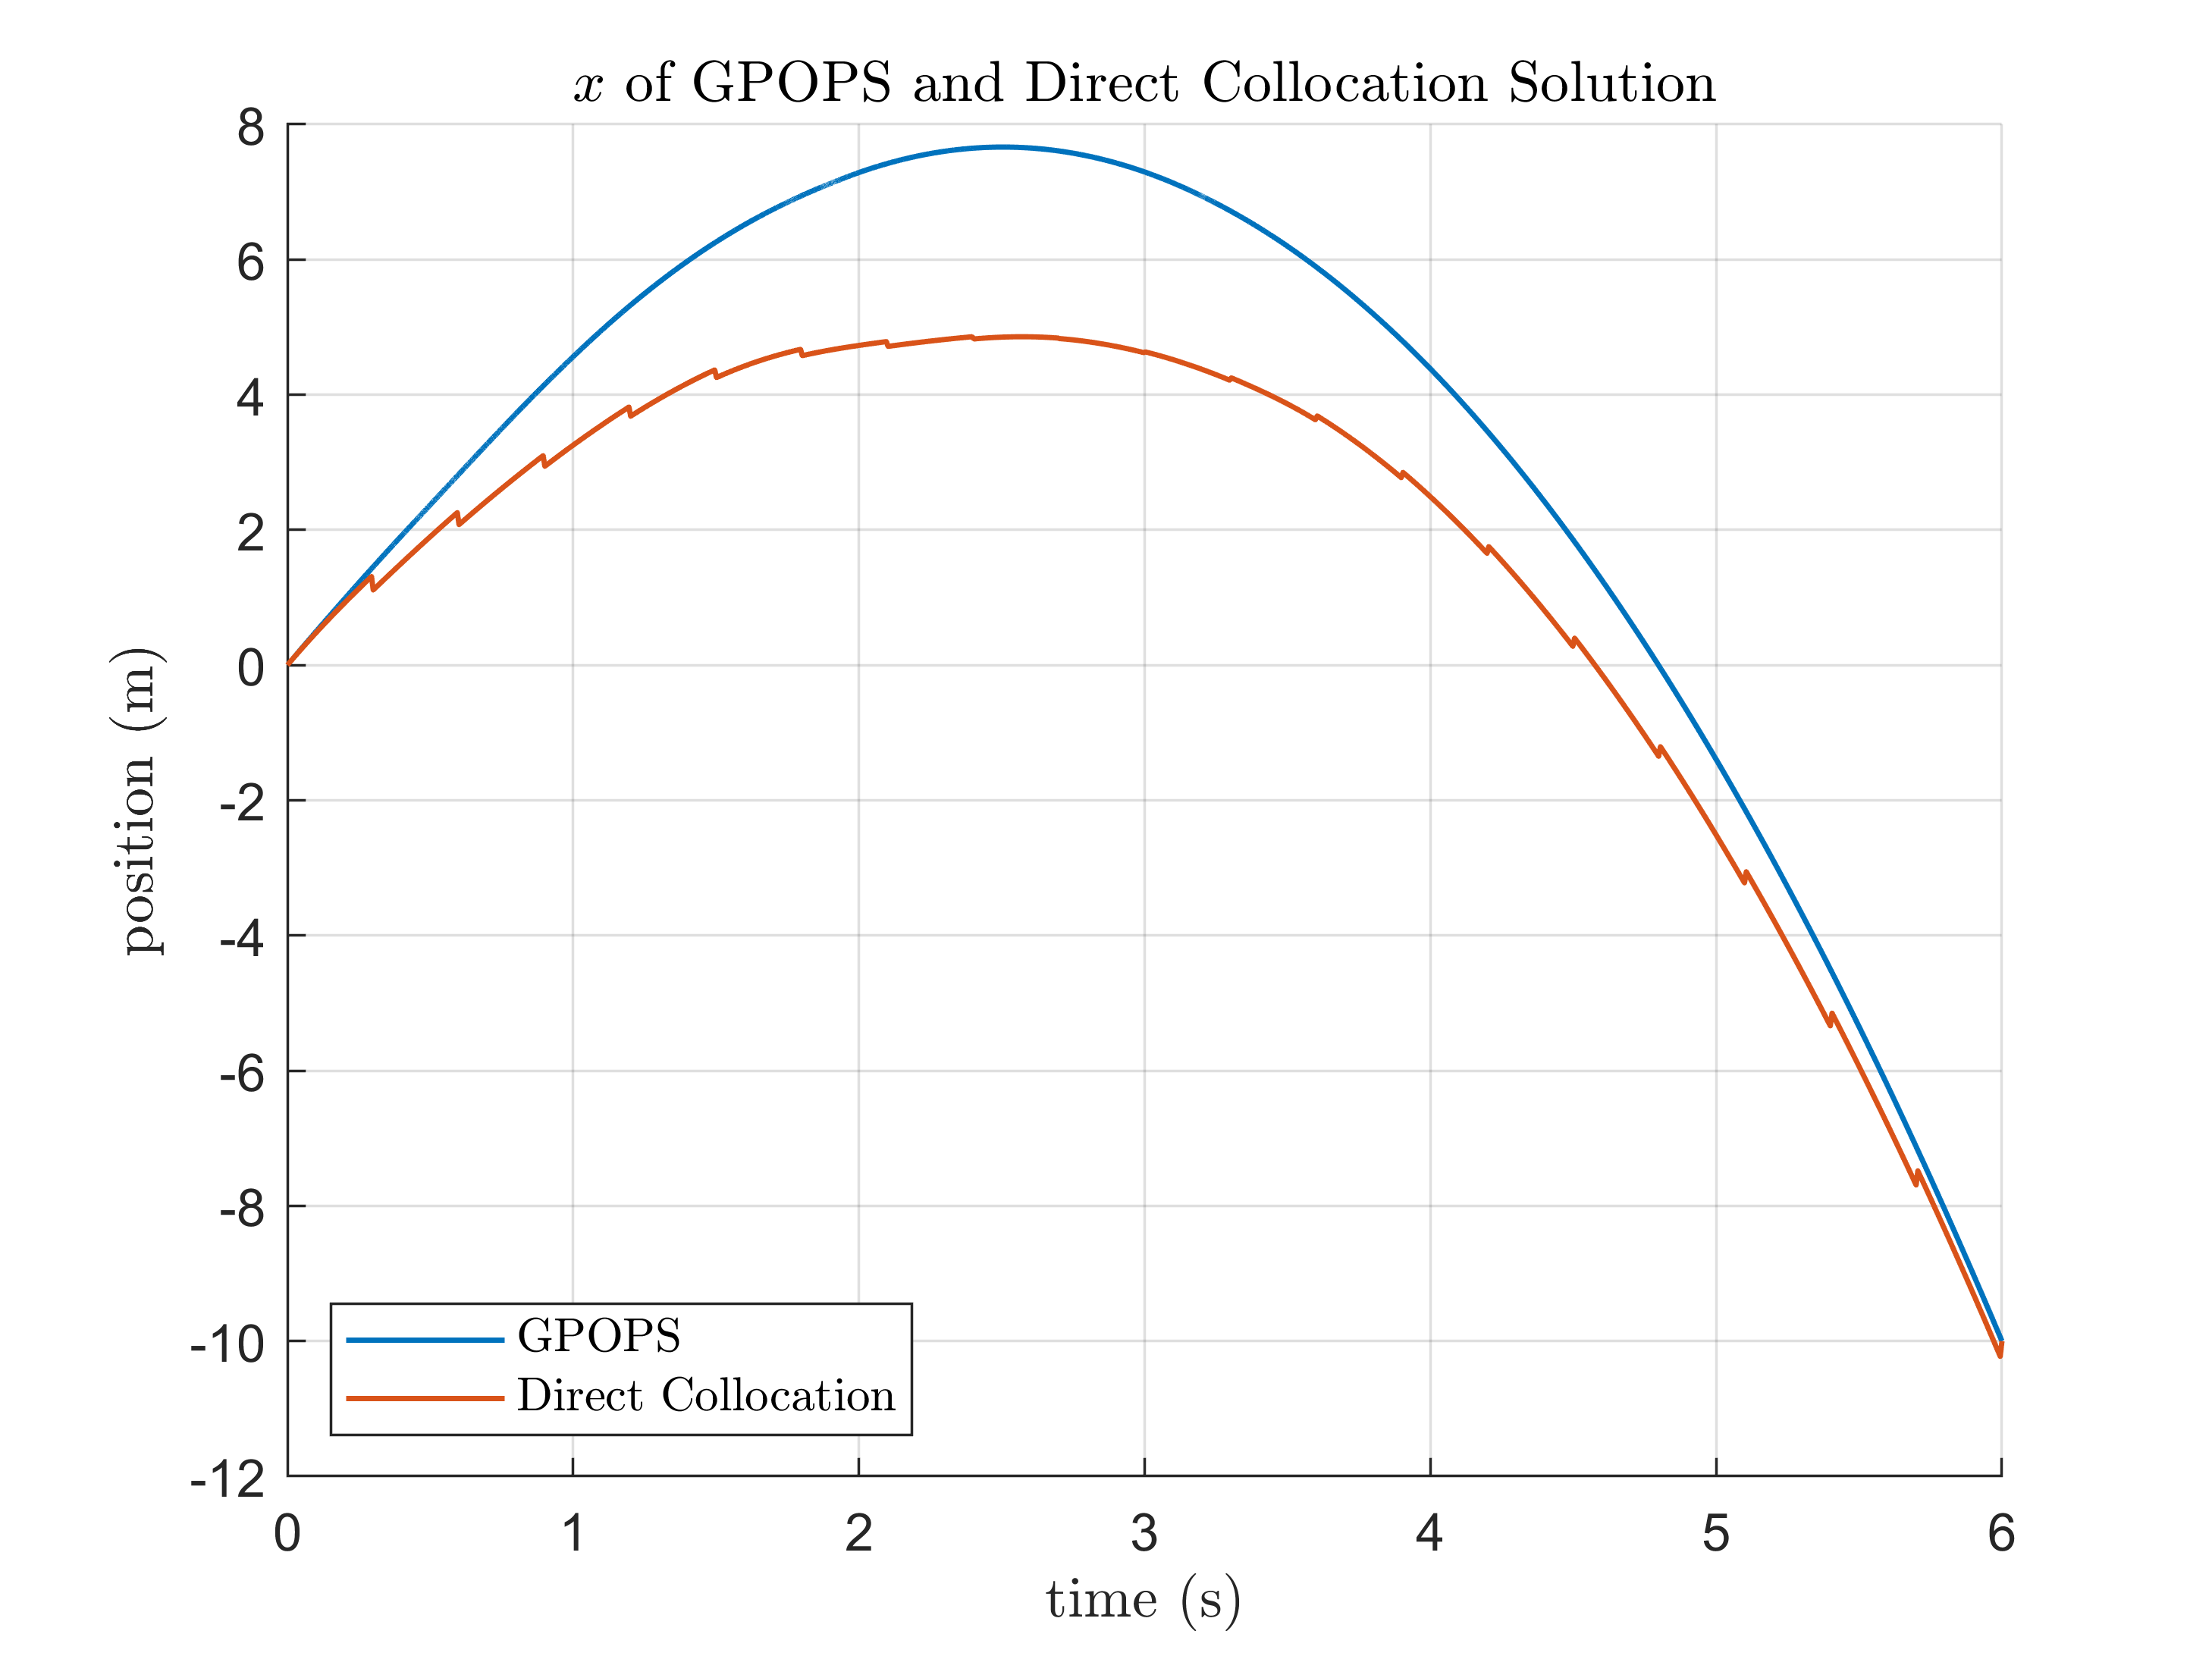 x of GPOPS and Direct Collocation Solution
8
6
4
2
0
-2
-4
-6
-8
-10
-12
position (m)
GPOPS
Direct Collocation
0 1 2 3 4 5 6
time (s)